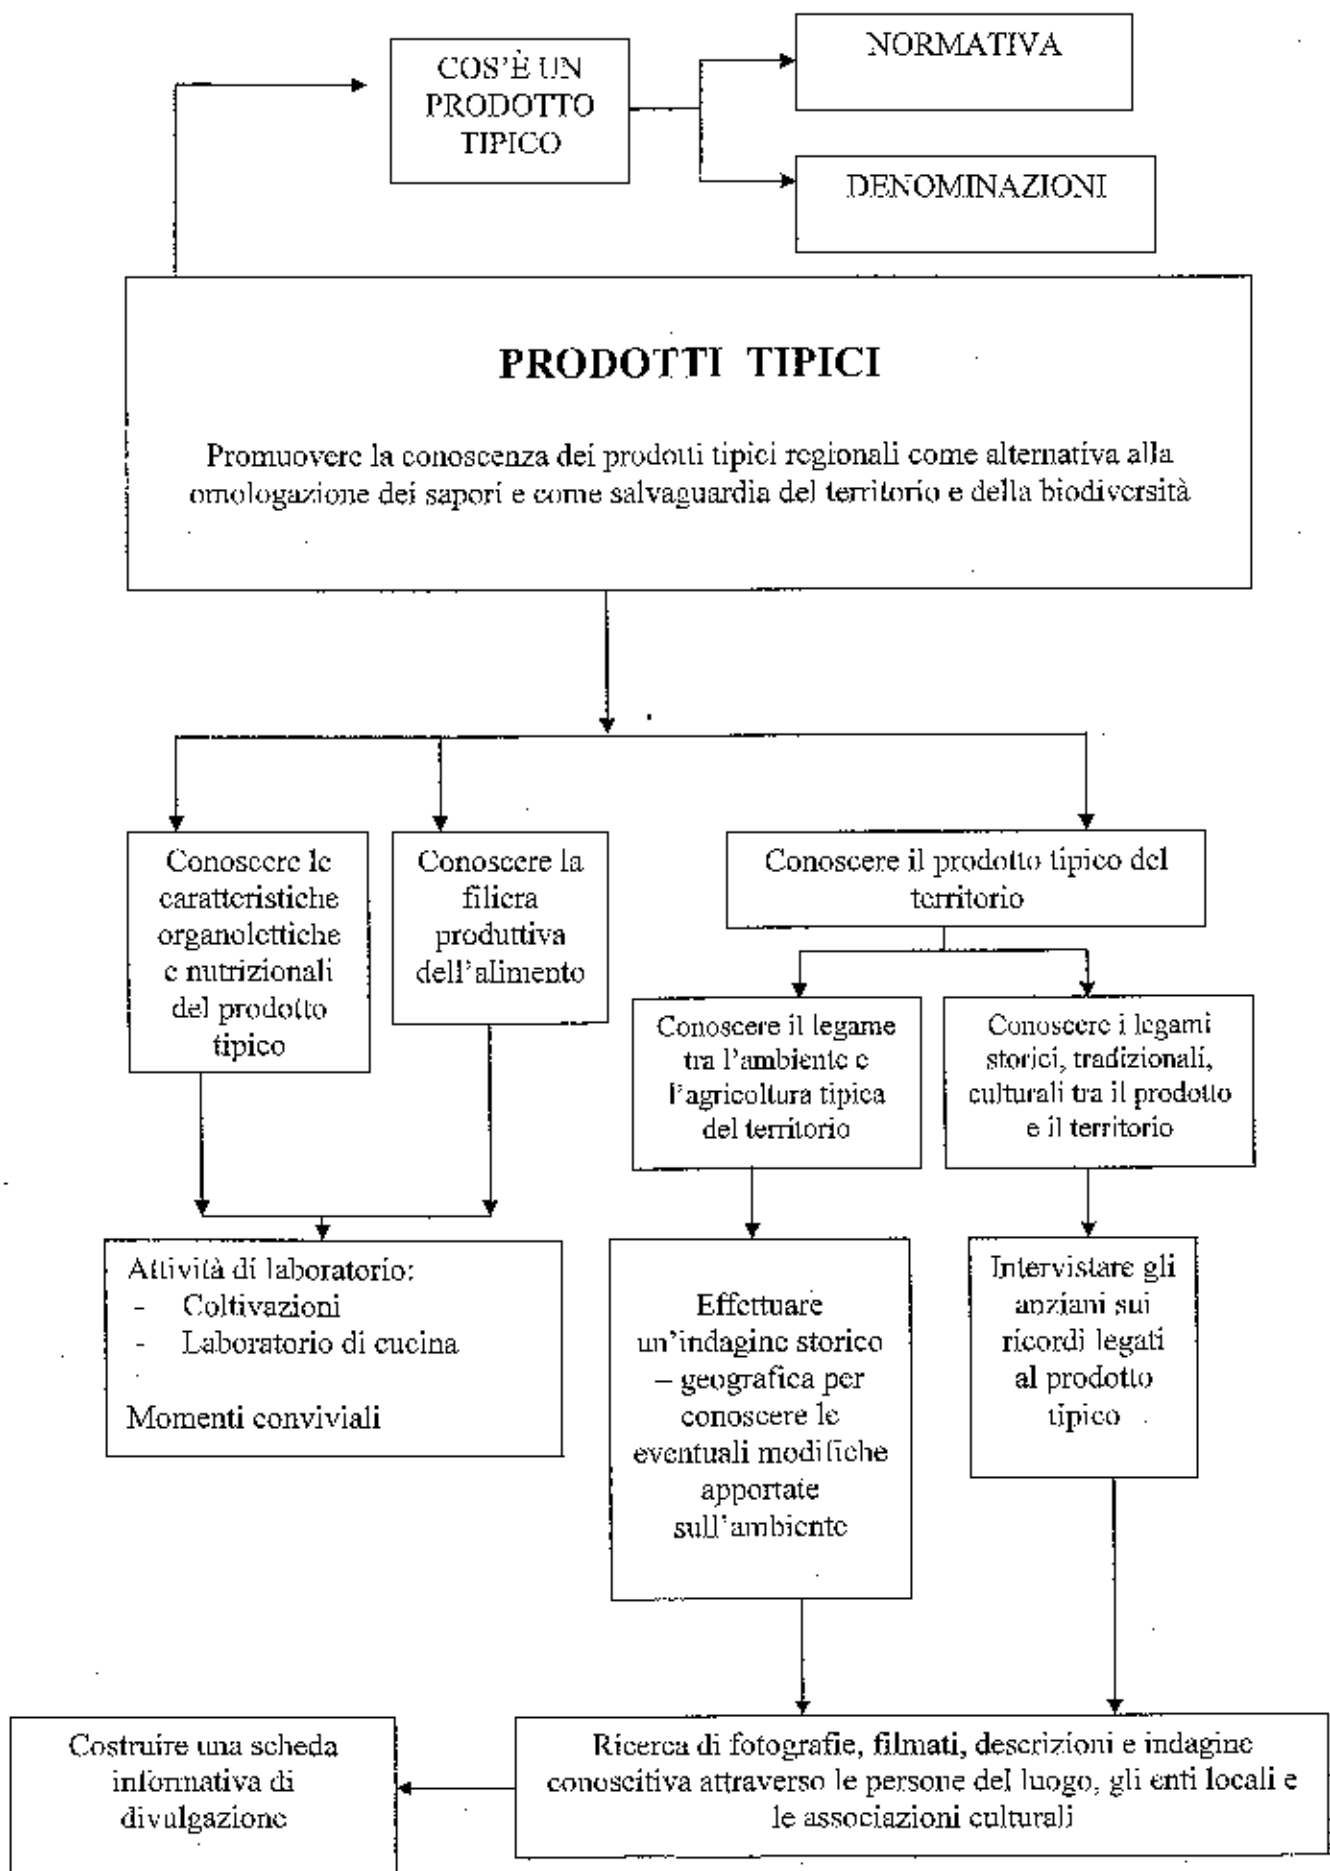 COS'È UN
PRODOTTO
TIPICO
NORMATIVA
DENOMINAZIONI
PRODOTTI TIPICI
Promuovere la conoscenza dei prodotti tipici regionali come alternativa alla
omologazione dei sapori e come salvaguardia del territorio e della biodiversità
Conoscere le
caratteristiche
organolettiche
e nutrizionali
del prodotto
tipico
Conoscere la
filiera
produttiva
dell'alimento
Conoscere il prodotto tipico del
territorio
Conoscere il legame
tra l'ambiente e
l'agricoltura tipica
del territorio
Conoscere i legami
storici, tradizionali,
culturali tra il prodotto
e il territorio
Attività di laboratorio:
- Coltivazioni
- Laboratorio di cucina
Momenti conviviali
Effettuare
un'indagine storico
– geografica per
conoscere le
eventuali modifiche
apportate
sull'ambiente
Intervistare gli
anziani sui
ricordi legati
al prodotto
tipico
Costruire una scheda
informativa di
divulgazione
Ricerca di fotografie, filmati, descrizioni e indagine
conoscitiva attraverso le persone del luogo, gli enti locali e
le associazioni culturali